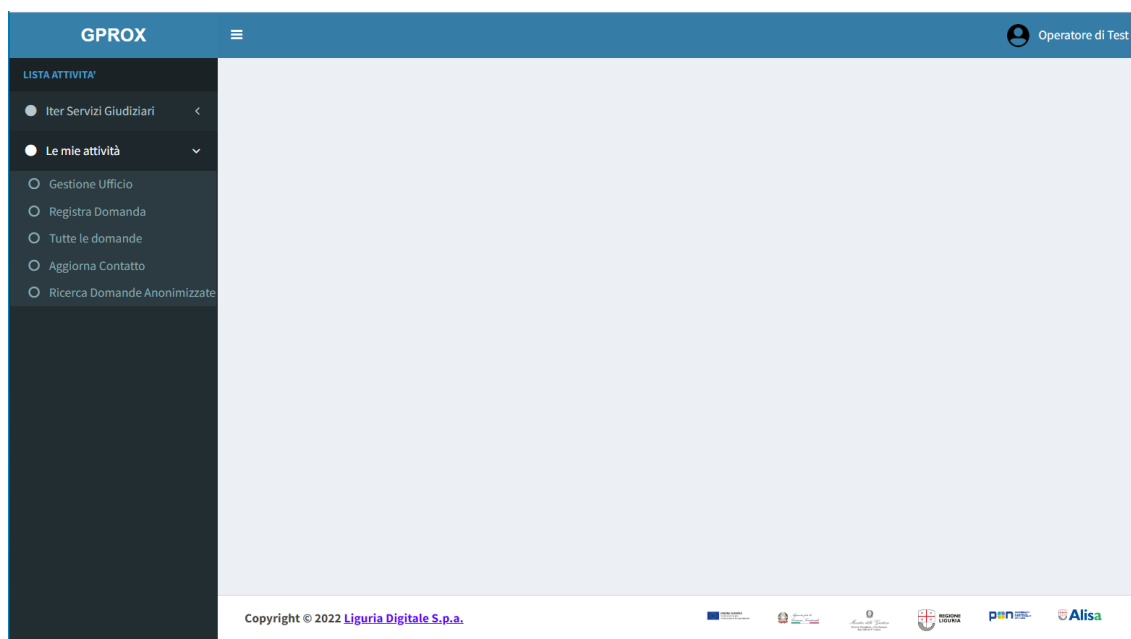 GPROX
Operatore di Test
LISTA ATTIVITA'
Iter Servizi Giudiziari
Le mie attività
Gestione Ufficio
Registra Domanda
Tutte le domande
Aggiorna Contatto
Ricerca Domande Anonimizzate
Copyright © 2022 Liguria Digitale S.p.a.
REGIONE
LIGURIA
pon
Alisa